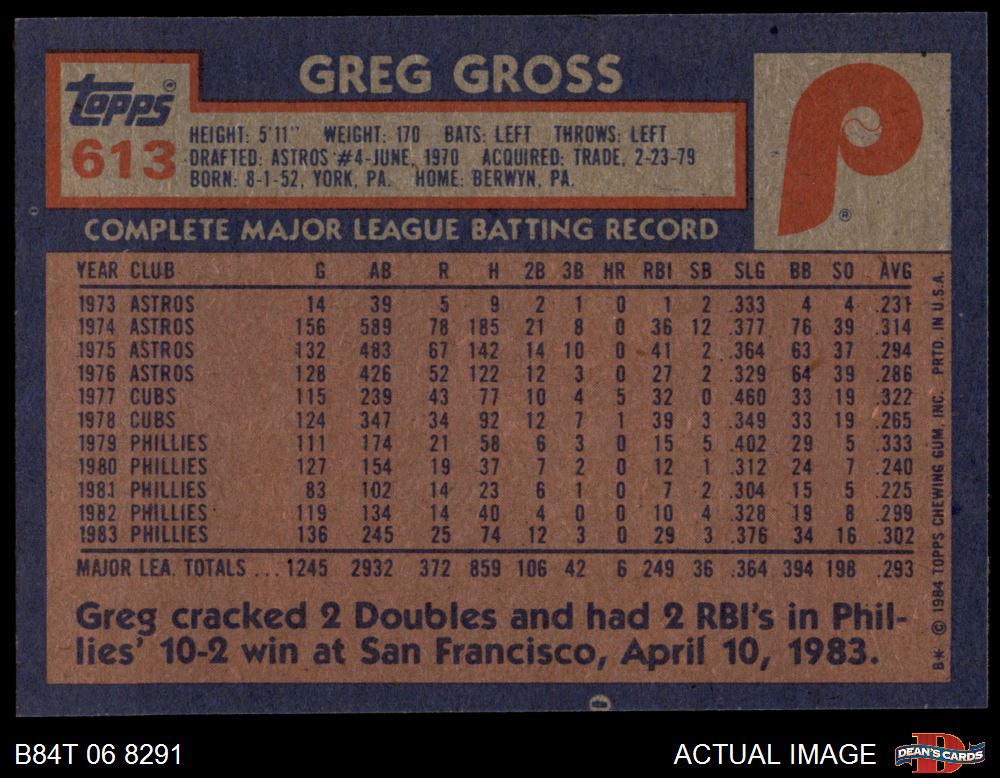 GREG GROSS
Topps®
613
HEIGHT: 5'11" WEIGHT: 170 BATS: LEFT THROWS: LEFT
DRAFTED: ASTROS #4-JUNE, 1970 ACQUIRED: TRADE, 2-23-79
BORN: 8-1-52, YORK, PA. HOME: BERWYN, PA.
P ®
COMPLETE MAJOR LEAGUE BATTING RECORD
YEAR CLUB G AB R H 2B 3B HR RBI SB SLG BB SO AVG
1973 ASTROS 14 39 5 9 2 1 0 1 2 .333 4 4 .231
1974 ASTROS 156 589 78 185 21 8 0 36 12 .377 76 39 .314
1975 ASTROS 132 483 67 142 14 10 0 41 2 .364 63 37 .294
1976 ASTROS 128 426 52 122 12 3 0 27 2 .329 64 39 .286
1977 CUBS 115 239 43 77 10 4 5 32 0 .460 33 19 .322
1978 CUBS 124 347 34 92 12 7 1 39 3 .349 33 19 .265
1979 PHILLIES 111 174 21 58 6 3 0 15 5 .402 29 5 .333
1980 PHILLIES 127 154 19 37 7 2 0 12 1 .312 24 7 .240
1981 PHILLIES 83 102 14 23 6 1 0 7 2 .304 15 5 .225
1982 PHILLIES 119 134 14 40 4 0 0 10 4 .328 19 8 .299
1983 PHILLIES 136 245 25 74 12 3 0 29 3 .376 34 16 .302
MAJOR LEA. TOTALS ... 1245 2932 372 859 106 42 6 249 36 .364 394 198 .293
Greg cracked 2 Doubles and had 2 RBI's in Phil-
lies' 10-2 win at San Francisco, April 10, 1983.
B* © 1984 TOPPS CHEWING GUM, INC. PRTD. IN U.S.A.
B84T 06 8291
ACTUAL IMAGE
DEAN'S CARDS